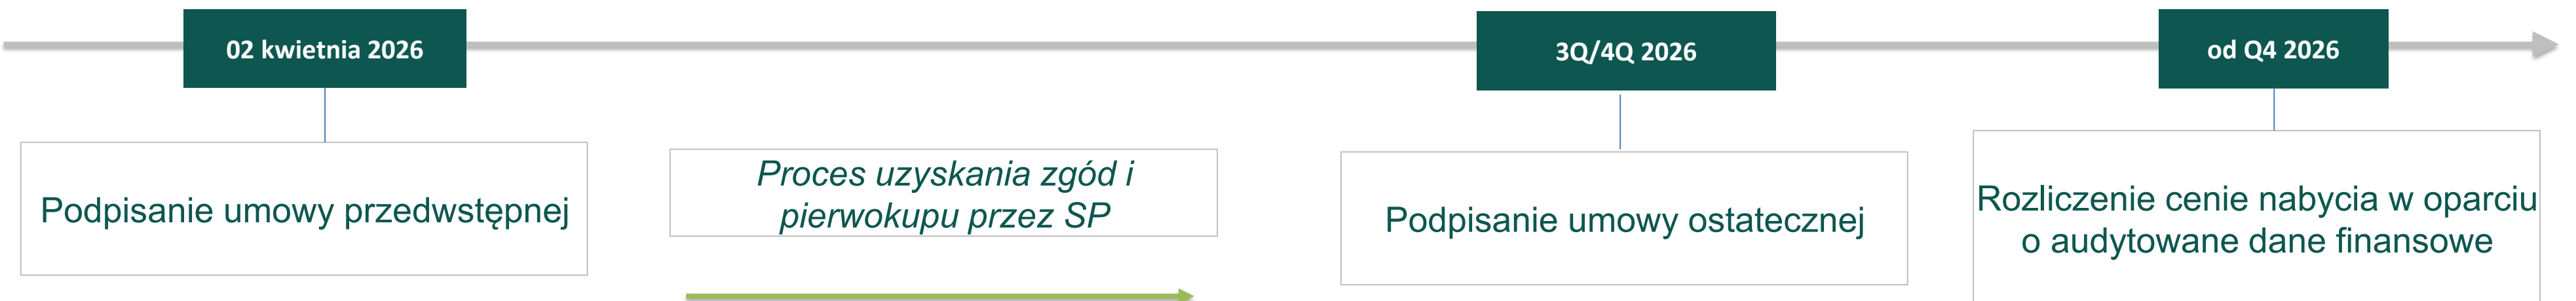 02 kwietnia 2026
3Q/4Q 2026
od Q4 2026
Podpisanie umowy przedwstępnej
Proces uzyskania zgód i
pierwokupu przez SP
Podpisanie umowy ostatecznej
Rozliczenie cenie nabycia w oparciu
o audytowane dane finansowe